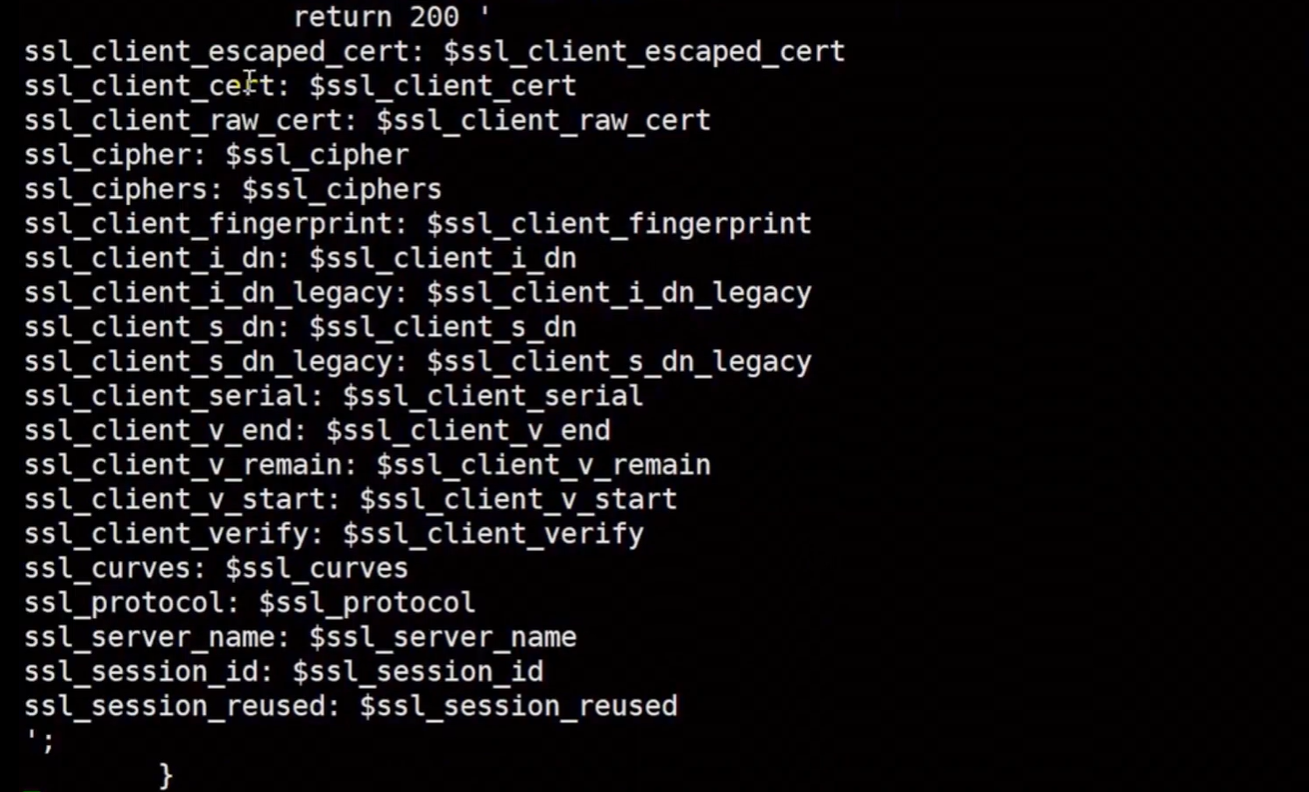 return 200 '
ssl_client_escaped_cert: $ssl_client_escaped_cert
ssl_client_cert: $ssl_client_cert
ssl_client_raw_cert: $ssl_client_raw_cert
ssl_cipher: $ssl_cipher
ssl_ciphers: $ssl_ciphers
ssl_client_fingerprint: $ssl_client_fingerprint
ssl_client_i_dn: $ssl_client_i_dn
ssl_client_i_dn_legacy: $ssl_client_i_dn_legacy
ssl_client_s_dn: $ssl_client_s_dn
ssl_client_s_dn_legacy: $ssl_client_s_dn_legacy
ssl_client_serial: $ssl_client_serial
ssl_client_v_end: $ssl_client_v_end
ssl_client_v_remain: $ssl_client_v_remain
ssl_client_v_start: $ssl_client_v_start
ssl_client_verify: $ssl_client_verify
ssl_curves: $ssl_curves
ssl_protocol: $ssl_protocol
ssl_server_name: $ssl_server_name
ssl_session_id: $ssl_session_id
ssl_session_reused: $ssl_session_reused
';
}